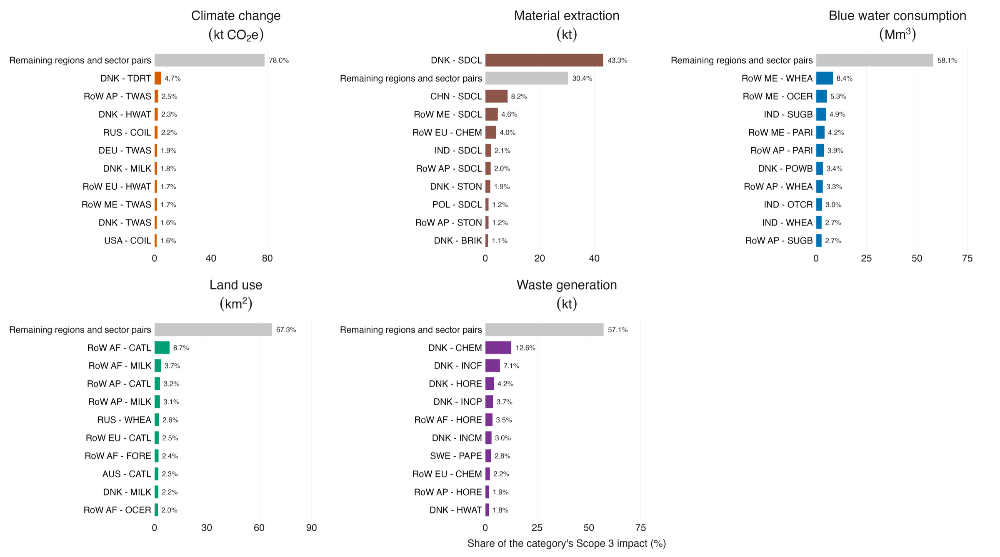 Climate change
(kt CO₂e)
Remaining regions and sector pairs 78.0%
DNK - TDRT 4.7%
RoW AP - TWAS 2.5%
DNK - HWAT 2.3%
RUS - COIL 2.2%
DEU - TWAS 1.9%
DNK - MILK 1.8%
RoW EU - HWAT 1.7%
RoW ME - TWAS 1.7%
DNK - TWAS 1.6%
USA - COIL 1.6%
0 40 80
Material extraction
(kt)
DNK - SDCL 43.3%
Remaining regions and sector pairs 30.4%
CHN - SDCL 8.2%
RoW ME - SDCL 4.6%
RoW EU - CHEM 4.0%
IND - SDCL 2.1%
RoW AP - SDCL 2.0%
DNK - STON 1.9%
POL - SDCL 1.2%
RoW AP - STON 1.2%
DNK - BRIK 1.1%
0 20 40
Blue water consumption
(Mm³)
Remaining regions and sector pairs 58.1%
RoW ME - WHEA 8.4%
RoW ME - OCER 5.3%
IND - SUGB 4.9%
RoW ME - PARI 4.2%
RoW AP - PARI 3.9%
DNK - POWB 3.4%
RoW AP - WHEA 3.3%
IND - OTCR 3.0%
IND - WHEA 2.7%
RoW AP - SUGB 2.7%
0 25 50 75
Land use
(km²)
Remaining regions and sector pairs 67.3%
RoW AF - CATL 8.7%
RoW AF - MILK 3.7%
RoW AP - CATL 3.2%
RoW AP - MILK 3.1%
RUS - WHEA 2.6%
RoW EU - CATL 2.5%
RoW AF - FORE 2.4%
AUS - CATL 2.3%
DNK - MILK 2.2%
RoW AF - OCER 2.0%
0 30 60 90
Waste generation
(kt)
Remaining regions and sector pairs 57.1%
DNK - CHEM 12.6%
DNK - INCF 7.1%
DNK - HORE 4.2%
DNK - INCP 3.7%
RoW AF - HORE 3.5%
DNK - INCM 3.0%
SWE - PAPE 2.8%
RoW EU - CHEM 2.2%
RoW AP - HORE 1.9%
DNK - HWAT 1.8%
0 25 50 75
Share of the category's Scope 3 impact (%)